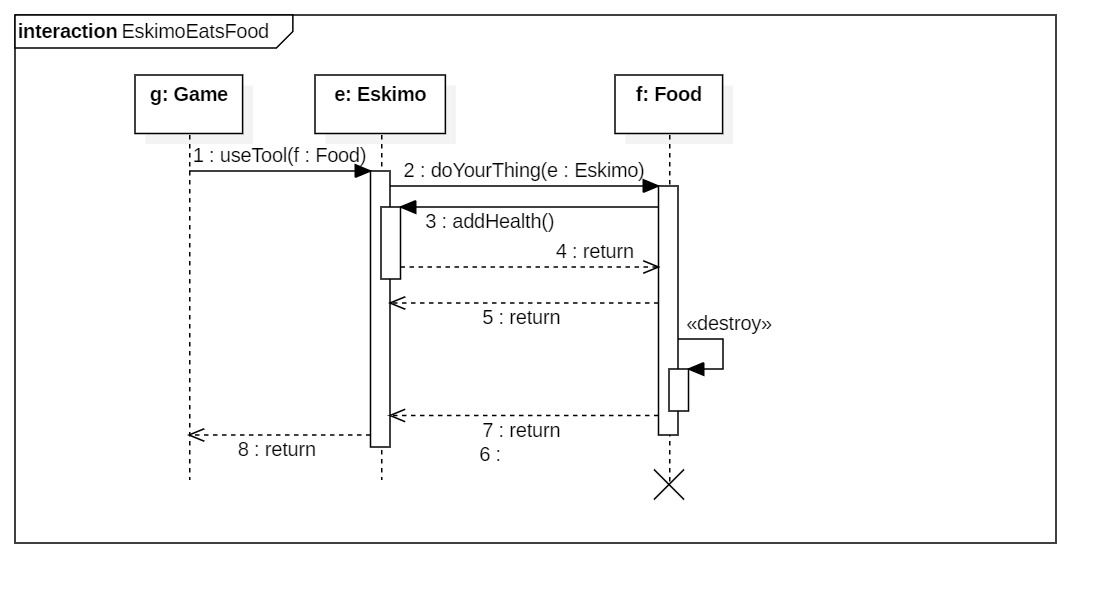 interaction EskimoEatsFood
g: Game
e: Eskimo
f: Food
1 : useTool(f : Food)
2 : doYourThing(e : Eskimo)
3 : addHealth()
4 : return
5 : return
«destroy»
7 : return
8 : return
6 :